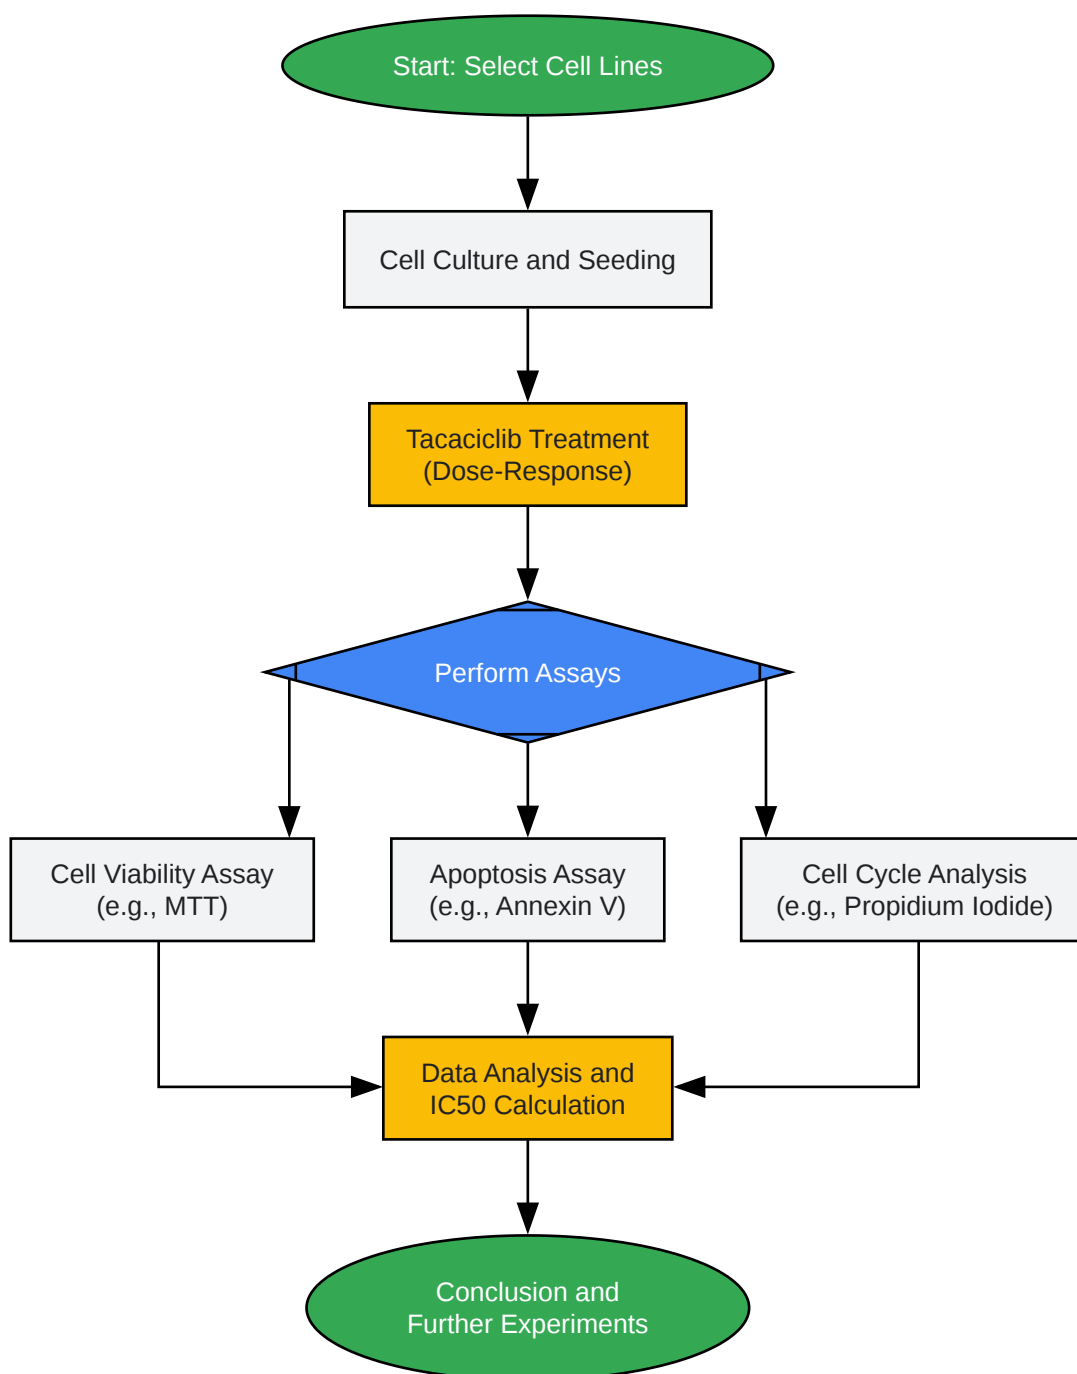 Start: Select Cell Lines
Cell Culture and Seeding
Tacaciclib Treatment
(Dose-Response)
Perform Assays
Cell Viability Assay
(e.g., MTT)
Apoptosis Assay
(e.g., Annexin V)
Cell Cycle Analysis
(e.g., Propidium Iodide)
Data Analysis and
IC50 Calculation
Conclusion and
Further Experiments